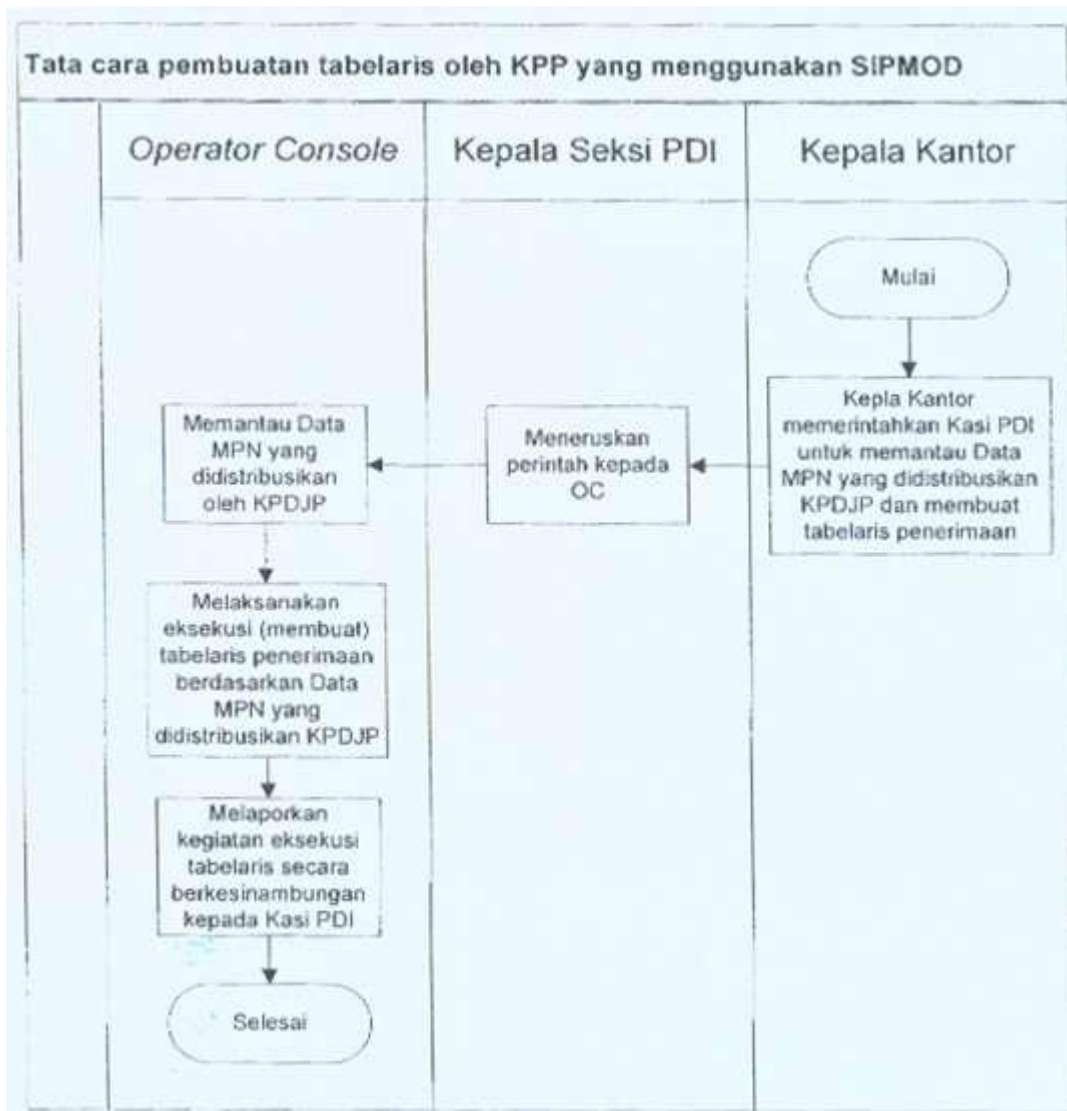 Tata cara pembuatan tabelaris oleh KPP yang menggunakan SIPMOD
Operator Console
Kepala Seksi PDI
Kepala Kantor
Mulai
Kepla Kantor
memerintahkan Kasi PDI
untuk memantau Data
MPN yang didistribusikan
KPDJP dan membuat
tabelaris penerimaan
Meneruskan
perintah kepada
OC
Memantau Data
MPN yang
didistribusikan
oleh KPDJP
Melaksanakan
eksekusi (membuat)
tabelaris penerimaan
berdasarkan Data
MPN yang
didistribusikan KPDJP
Melaporkan
kegiatan eksekusi
tabelaris secara
berkesinambungan
kepada Kasi PDI
Selesai